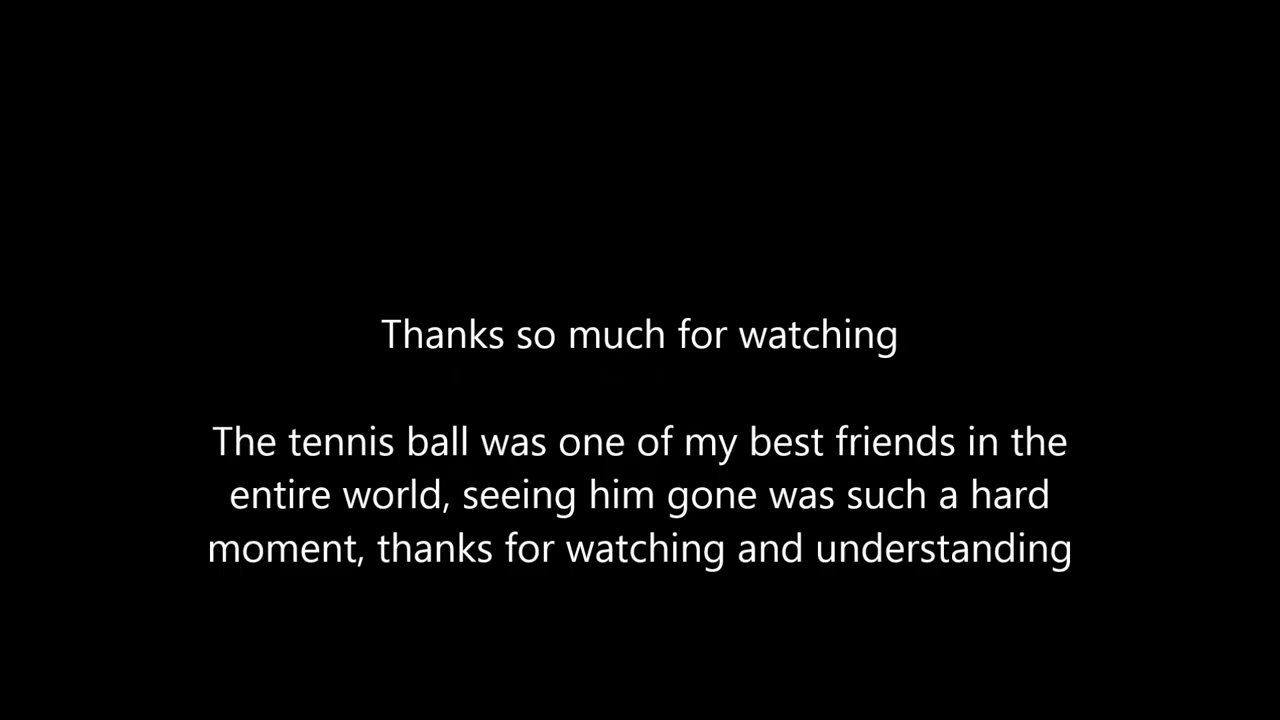 Thanks so much for watching
The tennis ball was one of my best friends in the
entire world, seeing him gone was such a hard
moment, thanks for watching and understanding